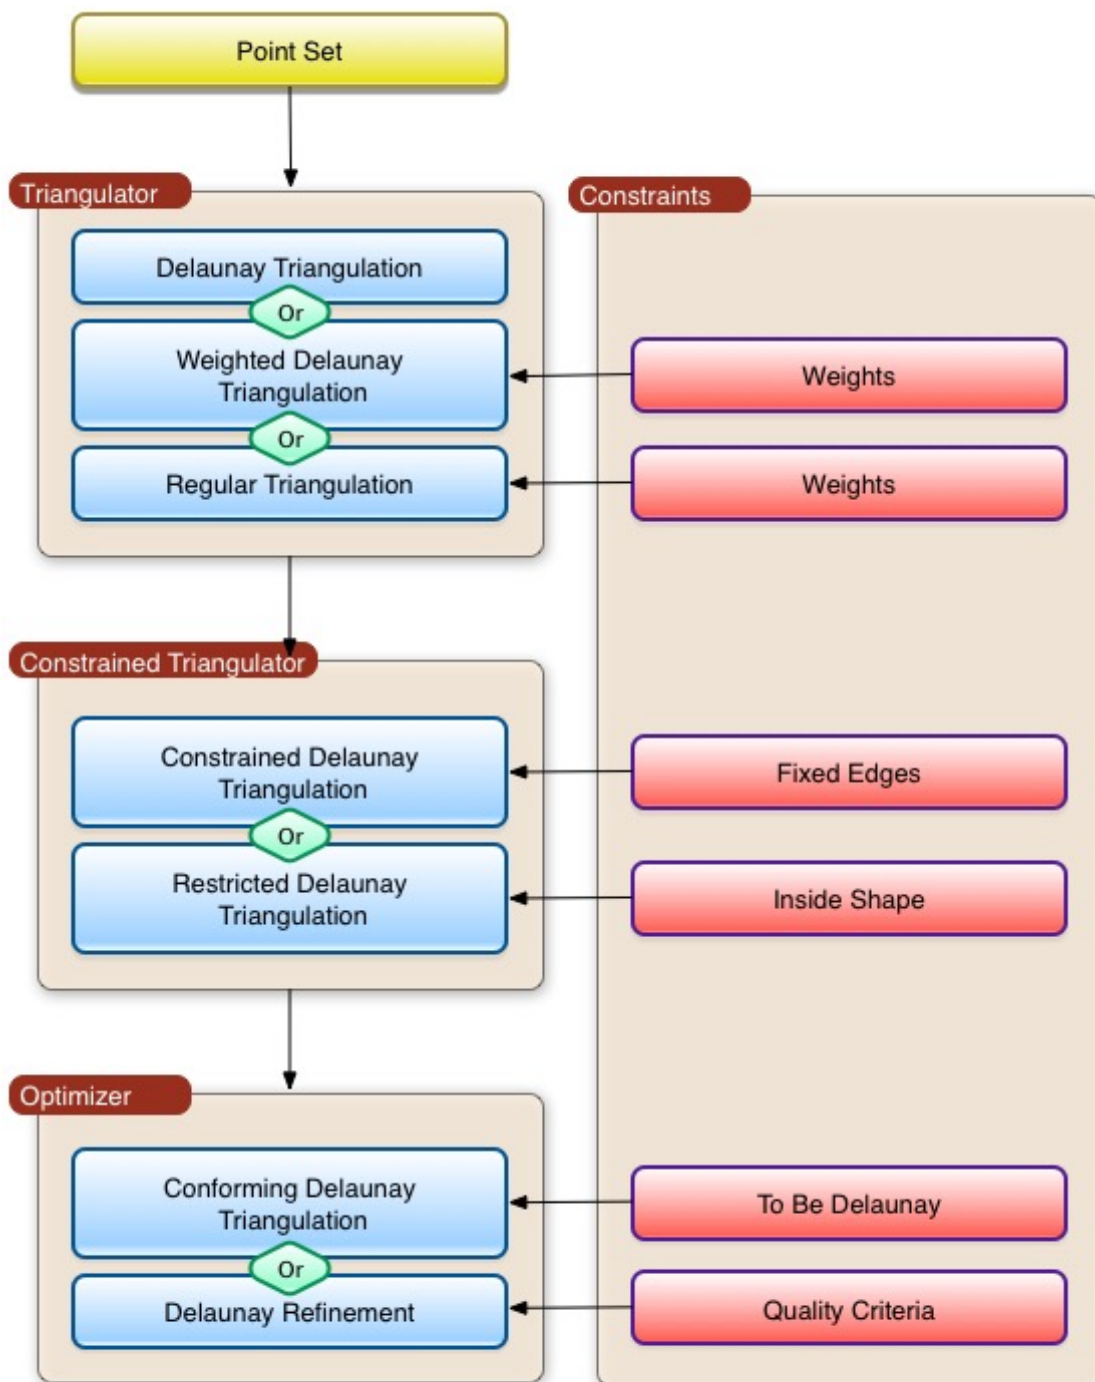 Point Set
Triangulator
Constraints
Delaunay Triangulation
Or
Weighted Delaunay
Triangulation
Weights
Or
Regular Triangulation
Weights
Constrained Triangulator
Constrained Delaunay
Triangulation
Fixed Edges
Or
Restricted Delaunay
Triangulation
Inside Shape
Optimizer
Conforming Delaunay
Triangulation
To Be Delaunay
Or
Delaunay Refinement
Quality Criteria